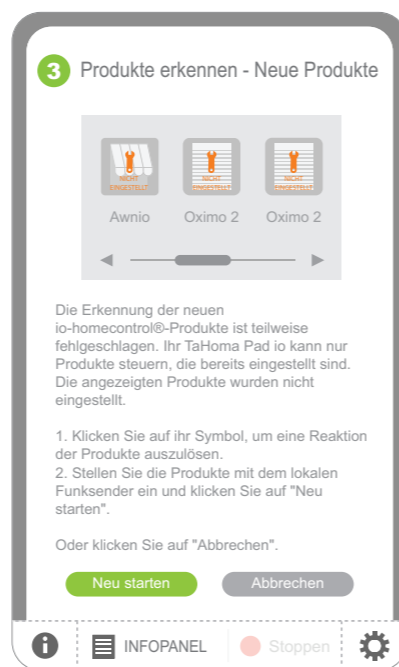 3 Produkte erkennen - Neue Produkte
NICHT NICHT NICHT
EINGESTELLT EINGESTELLT EINGESTELLT
Awnio Oximo 2 Oximo 2
Die Erkennung der neuen
io-homecontrol®-Produkte ist teilweise
fehlgeschlagen. Ihr TaHoma Pad io kann nur
Produkte steuern, die bereits eingestellt sind.
Die angezeigten Produkte wurden nicht
eingestellt.
1. Klicken Sie auf ihr Symbol, um eine Reaktion
der Produkte auszulösen.
2. Stellen Sie die Produkte mit dem lokalen
Funksender ein und klicken Sie auf "Neu
starten".
Oder klicken Sie auf "Abbrechen".
Neu starten Abbrechen
INFOPANEL Stoppen